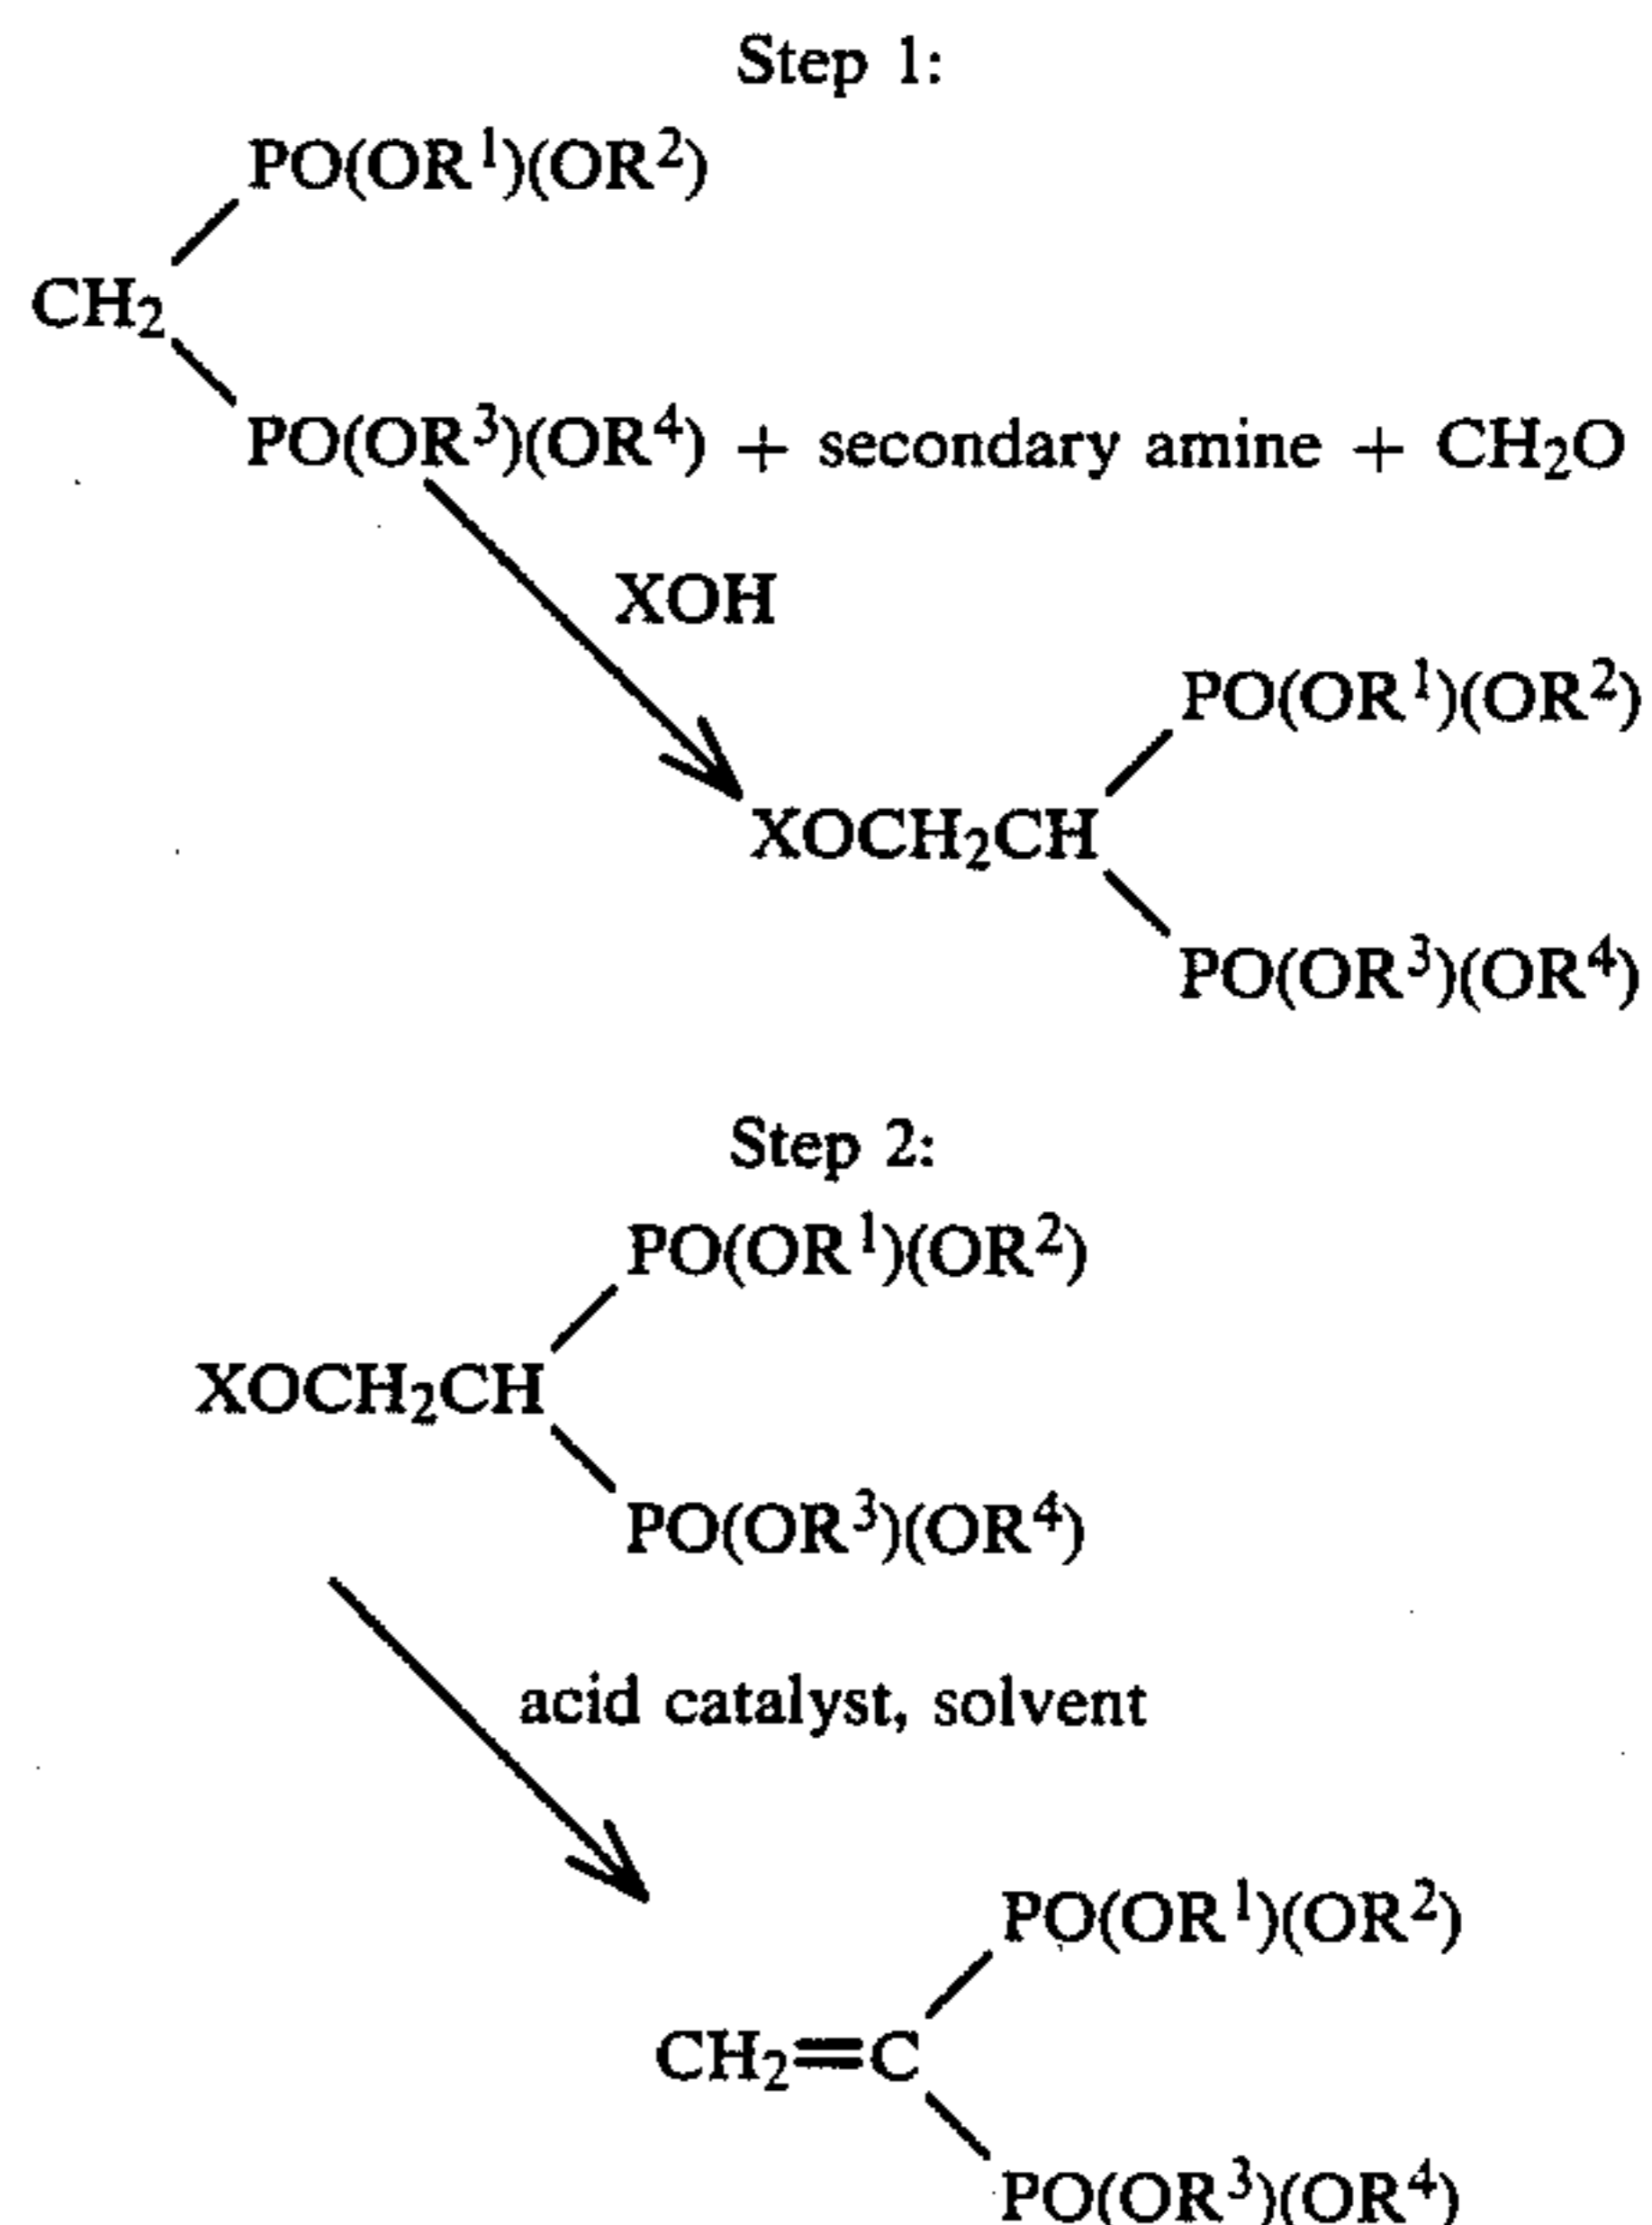 Step 1:
PO(OR¹)(OR²)
CH₂
PO(OR³)(OR⁴) + secondary amine + CH₂O
XOH
PO(OR¹)(OR²)
XOCH₂CH
PO(OR³)(OR⁴)
Step 2:
PO(OR¹)(OR²)
XOCH₂CH
PO(OR³)(OR⁴)
acid catalyst, solvent
PO(OR¹)(OR²)
CH₂=C
PO(OR³)(OR⁴)